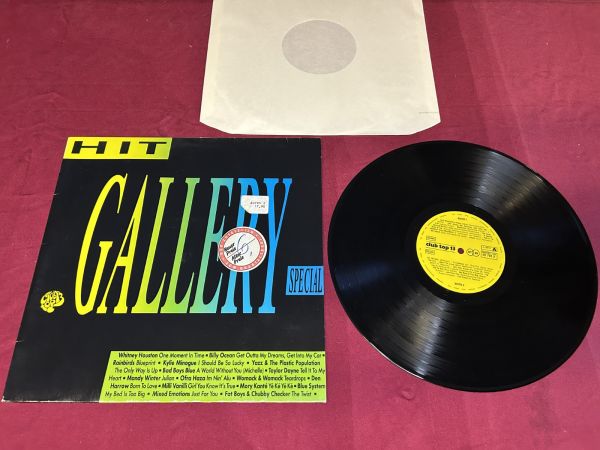 HIT
GALLERY
SPECIAL
Neuer Preis
Alter Preis
Whitney Houston One Moment In Time • Billy Ocean Get Outta My Dreams, Get Into My Car •
Rainbirds Blueprint • Kylie Minogue I Should Be So Lucky • Yazz & The Plastic Population
The Only Way Is Up • Bad Boys Blue A World Without You (Michelle) • Taylor Dayne Tell It To My
Heart • Mandy Winter Julian • Ofra Haza Im Nin' Alu • Womack & Womack Teardrops • Den
Harrow Born To Love • Milli Vanilli Girl You Know It's True • Mory Kanté Yé Ké Yé Ké • Blue System
My Bed Is Too Big • Mixed Emotions Just For You • Fat Boys & Chubby Checker The Twist •
club top 13